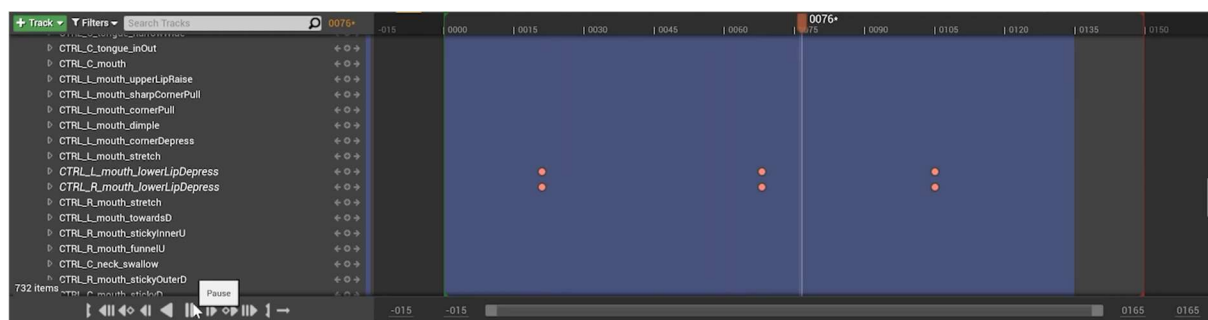 + Track Filters Search Tracks 0076*
-015 0000 0015 0030 0045 0060 0076* 75 0090 0105 0120 0135 0150
CTRL_C_tongue_inOut
CTRL_C_mouth
CTRL_L_mouth_upperLipRaise
CTRL_L_mouth_sharpCornerPull
CTRL_L_mouth_cornerPull
CTRL_L_mouth_dimple
CTRL_L_mouth_cornerDepress
CTRL_L_mouth_stretch
CTRL_L_mouth_lowerLipDepress
CTRL_R_mouth_lowerLipDepress
CTRL_R_mouth_stretch
CTRL_L_mouth_towardsD
CTRL_R_mouth_stickyInnerU
CTRL_R_mouth_funnelU
CTRL_C_neck_swallow
CTRL_R_mouth_stickyOuterD
732 items
Pause
-015 -015 0165 0165